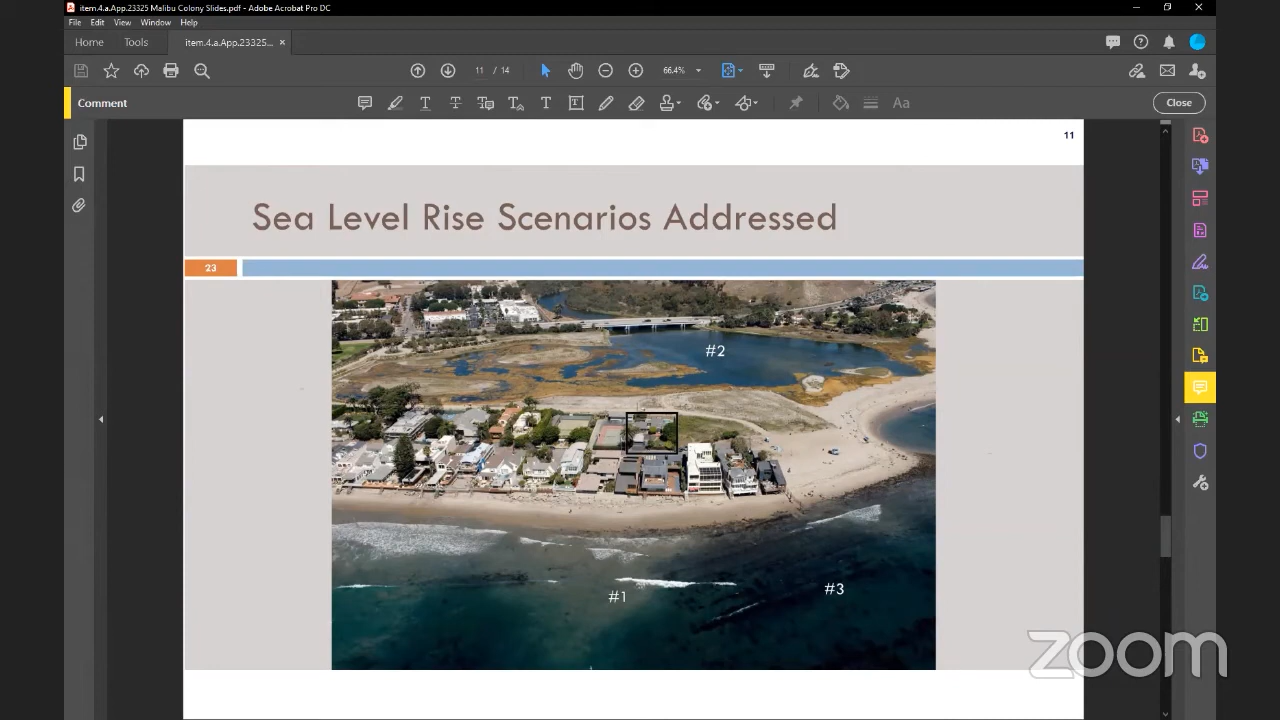 item.4.a.App.23325 Malibu Colony Slides.pdf - Adobe Acrobat Pro DC
File Edit View Window Help
Home Tools item.4.a.App.23325... ×
11 / 14 66.4%
Comment Close
11
Sea Level Rise Scenarios Addressed
23
#2
#1
#3
zoom